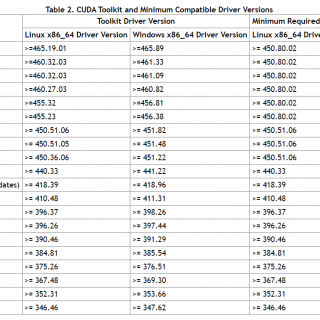 Table 2. CUDA Toolkit and Minimum Compatible Driver Versions
Toolkit Driver Version Minimum Required
Linux x86_64 Driver Version Windows x86_64 Driver Version Linux x86_64 Drive
>=465.19.01 >=465.89 >= 450.80.02
>=460.32.03 >=461.33 >= 450.80.02
>=460.32.03 >=461.09 >= 450.80.02
>=460.27.03 >=460.82 >= 450.80.02
>=455.32 >=456.81 >= 450.80.02
>=455.23 >=456.38 >= 450.80.02
>= 450.51.06 >= 451.82 >= 450.51.06
>= 450.51.05 >= 451.48 >= 450.51.05
>= 450.36.06 >= 451.22 >= 450.36.06
>= 440.33 >= 441.22 >= 440.33
dates) >= 418.39 >= 418.96 >= 418.39
>= 410.48 >= 411.31 >= 410.48
>= 396.37 >= 398.26 >= 396.37
>= 396.26 >= 397.44 >= 396.26
>= 390.46 >= 391.29 >= 390.46
>= 384.81 >= 385.54 >= 384.81
>= 375.26 >= 376.51 >= 375.26
>= 367.48 >= 369.30 >= 367.48
>= 352.31 >= 353.66 >= 352.31
>= 346.46 >= 347.62 >= 346.46